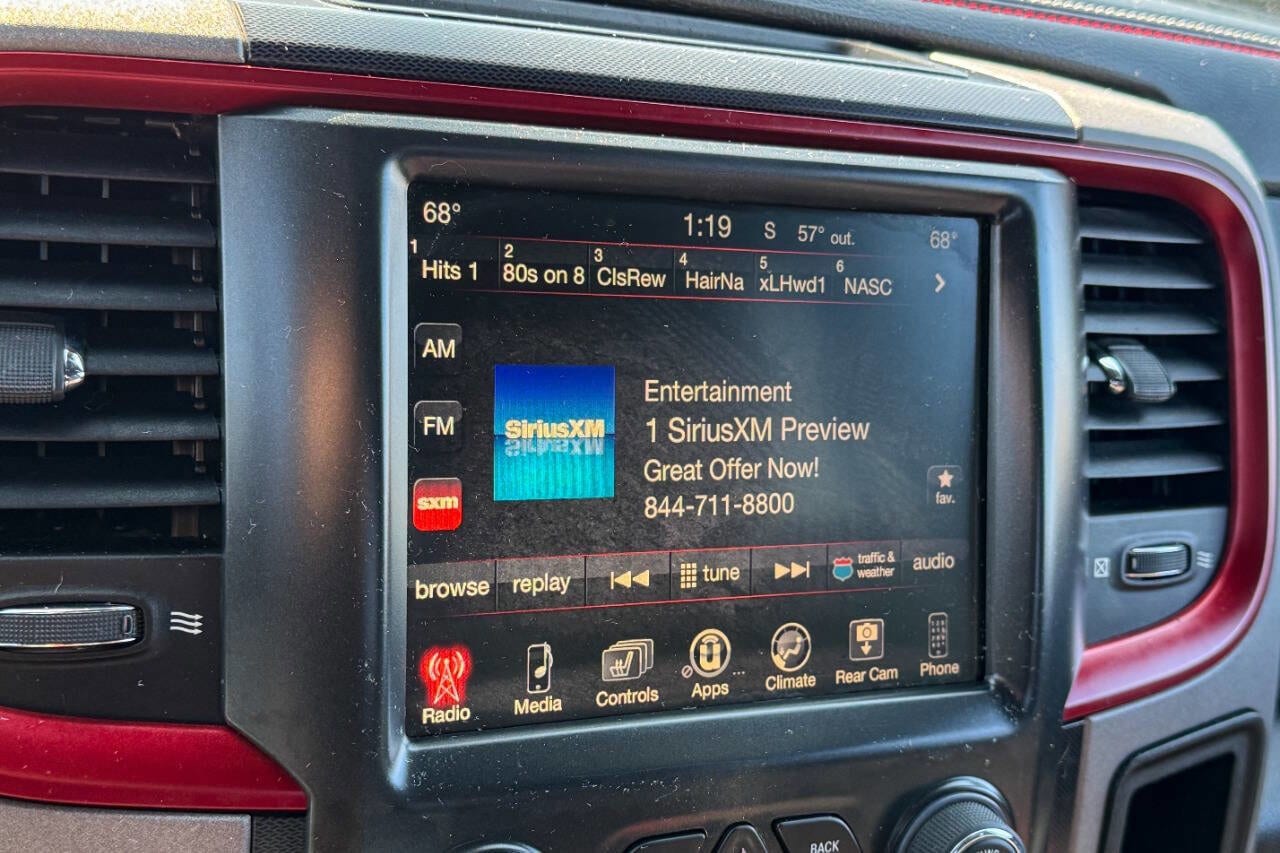 68° 1:19 S 57° out. 68°
1 2 3 4 5 6
Hits 1 80s on 8 ClsRew HairNa xLHwd1 NASC
AM
FM
sxm
SiriusXM
Entertainment
1 SiriusXM Preview
Great Offer Now!
844-711-8800
fav.
browse replay tune traffic & weather audio
Radio Media Controls Apps Climate Rear Cam Phone
BACK